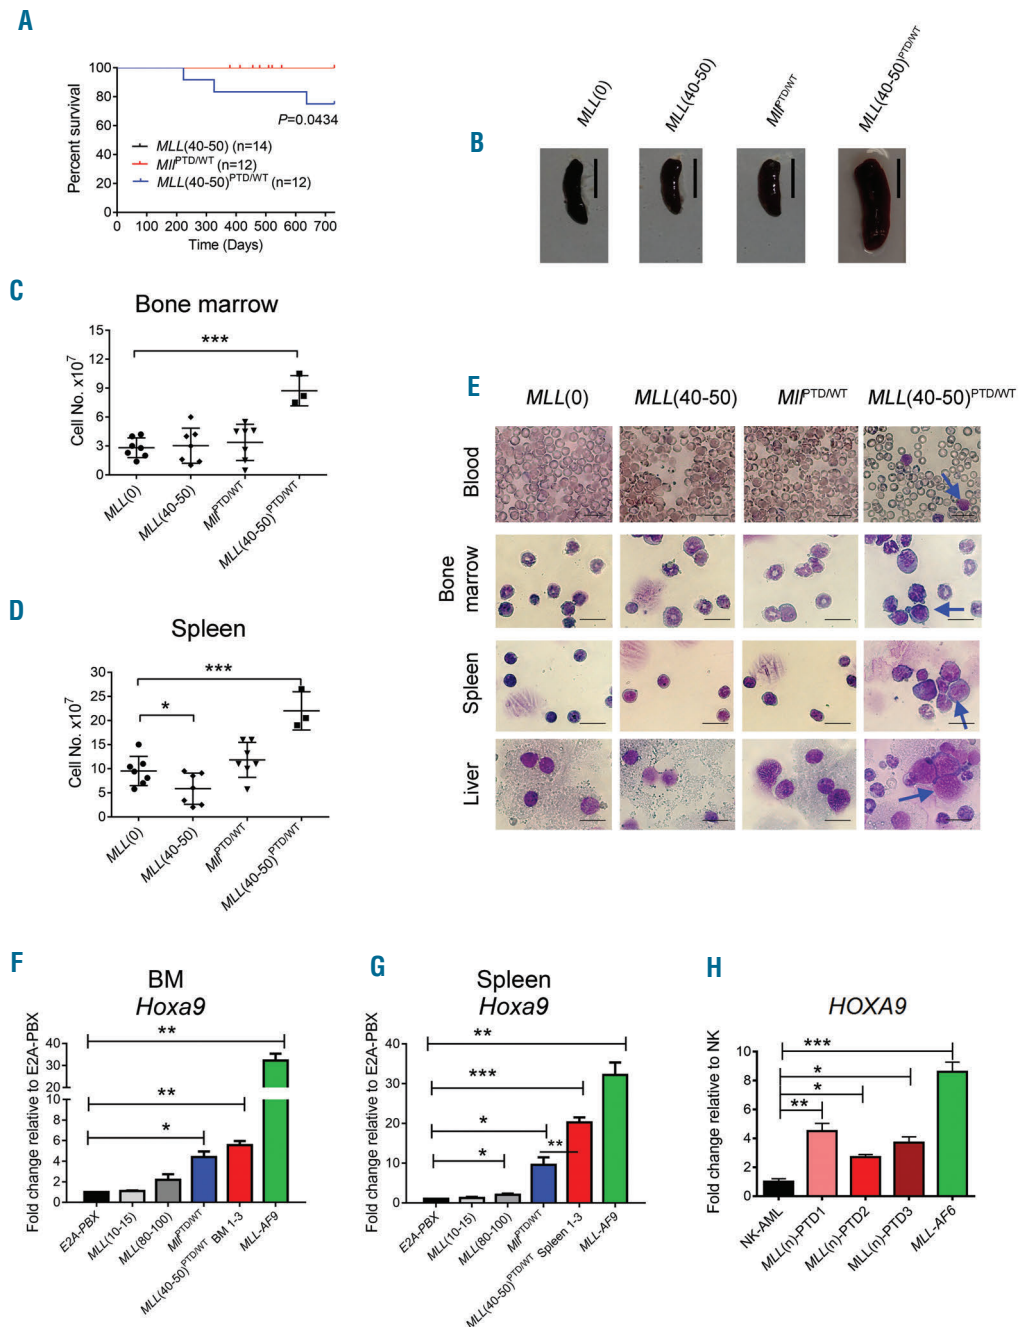 A
100
80
60
40
20
0
Percent survival
P=0.0434
MLL(40-50) (n=14)
Mll^PTD/WT (n=12)
MLL(40-50)^PTD/WT (n=12)
0 100 200 300 400 500 600 700
Time (Days)
B
MLL(0)
MLL(40-50)
Mll^PTD/WT
MLL(40-50)^PTD/WT
C
Bone marrow
***
15
12
9
6
3
0
Cell No. x10^7
MLL(0)
MLL(40-50)
Mll^PTD/WT
MLL(40-50)^PTD/WT
D
Spleen
***
*
30
25
20
15
10
5
0
Cell No. x10^7
MLL(0)
MLL(40-50)
Mll^PTD/WT
MLL(40-50)^PTD/WT
E
MLL(0) MLL(40-50) Mll^PTD/WT MLL(40-50)^PTD/WT
Blood
Bone marrow
Spleen
Liver
F
BM
Hoxa9
**
**
*
40
30
20
8
6
4
2
0
Fold change relative to E2A-PBX
E2A-PBX
MLL(10-15)
MLL(80-100)
Mll^PTD/WT
MLL(40-50)^PTD/WT BM 1-3
MLL-AF9
G
Spleen
Hoxa9
**
***
*
*
**
40
30
20
10
0
Fold change relative to E2A-PBX
E2A-PBX
MLL(10-15)
MLL(80-100)
Mll^PTD/WT
MLL(40-50)^PTD/WT Spleen 1-3
MLL-AF9
H
HOXA9
***
*
*
**
10
8
6
4
2
0
Fold change relative to NK
NK-AML
MLL(n)-PTD1
MLL(n)-PTD2
MLL(n)-PTD3
MLL-AF6